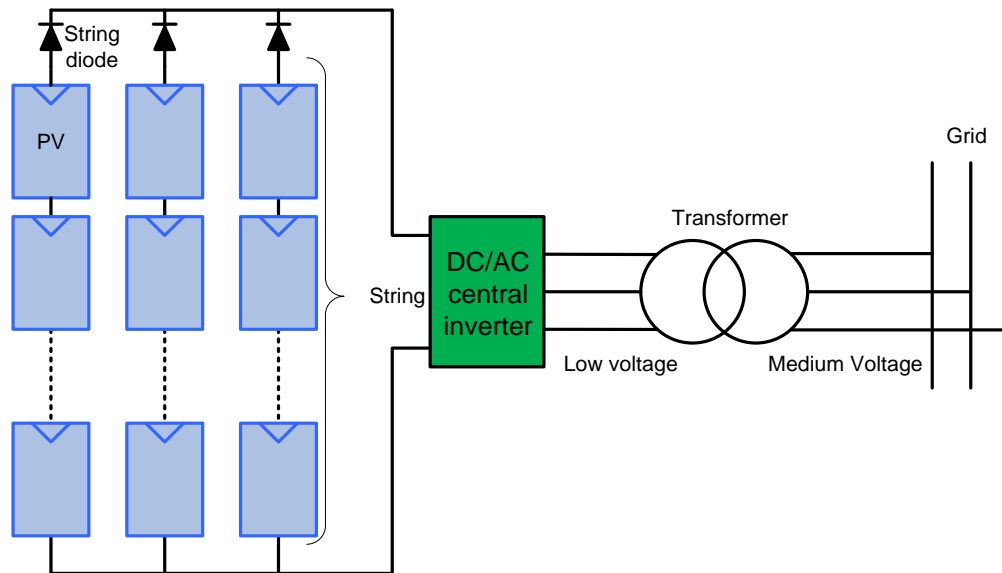 String
diode
PV
Grid
Transformer
DC/AC
central
inverter
String
Low voltage
Medium Voltage